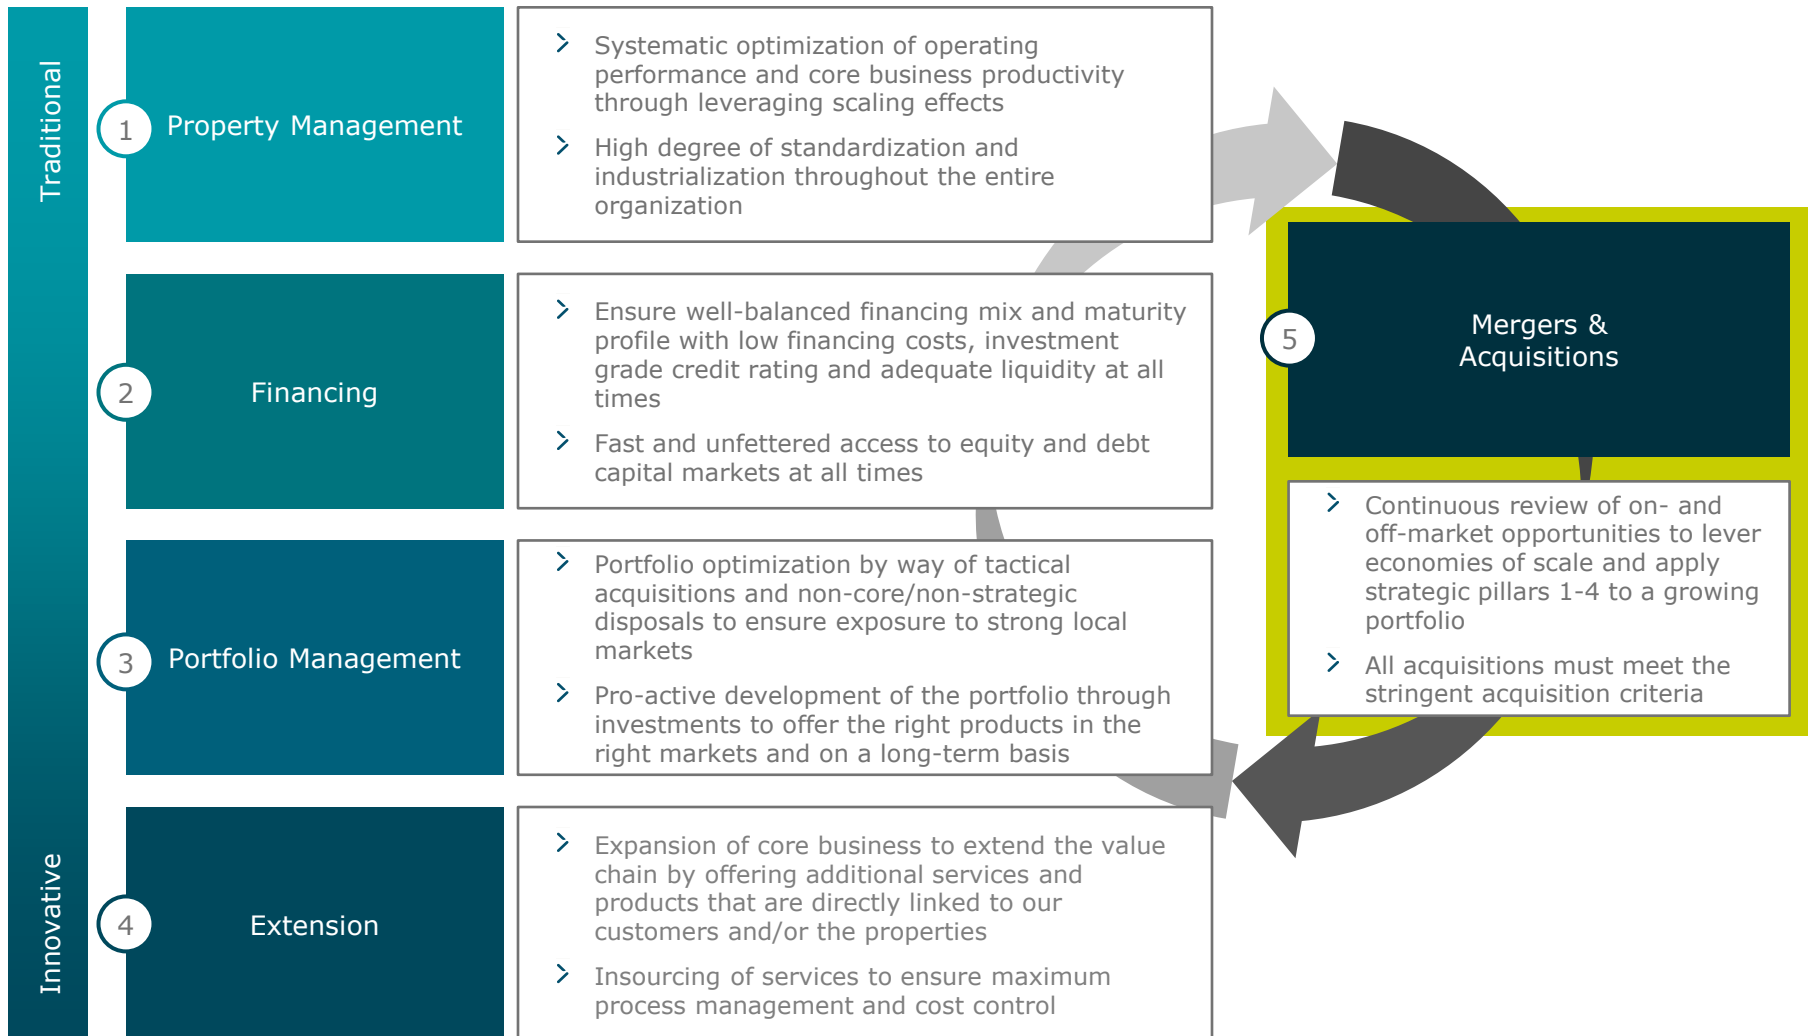 Traditional
1
Property Management
Systematic optimization of operating
performance and core business productivity
through leveraging scaling effects
High degree of standardization and
industrialization throughout the entire
organization
2
Financing
Ensure well-balanced financing mix and maturity
profile with low financing costs, investment
grade credit rating and adequate liquidity at all
times
Fast and unfettered access to equity and debt
capital markets at all times
3
Portfolio Management
Portfolio optimization by way of tactical
acquisitions and non-core/non-strategic
disposals to ensure exposure to strong local
markets
Pro-active development of the portfolio through
investments to offer the right products in the
right markets and on a long-term basis
Innovative
4
Extension
Expansion of core business to extend the value
chain by offering additional services and
products that are directly linked to our
customers and/or the properties
Insourcing of services to ensure maximum
process management and cost control
5
Mergers &
Acquisitions
Continuous review of on- and
off-market opportunities to lever
economies of scale and apply
strategic pillars 1-4 to a growing
portfolio
All acquisitions must meet the
stringent acquisition criteria